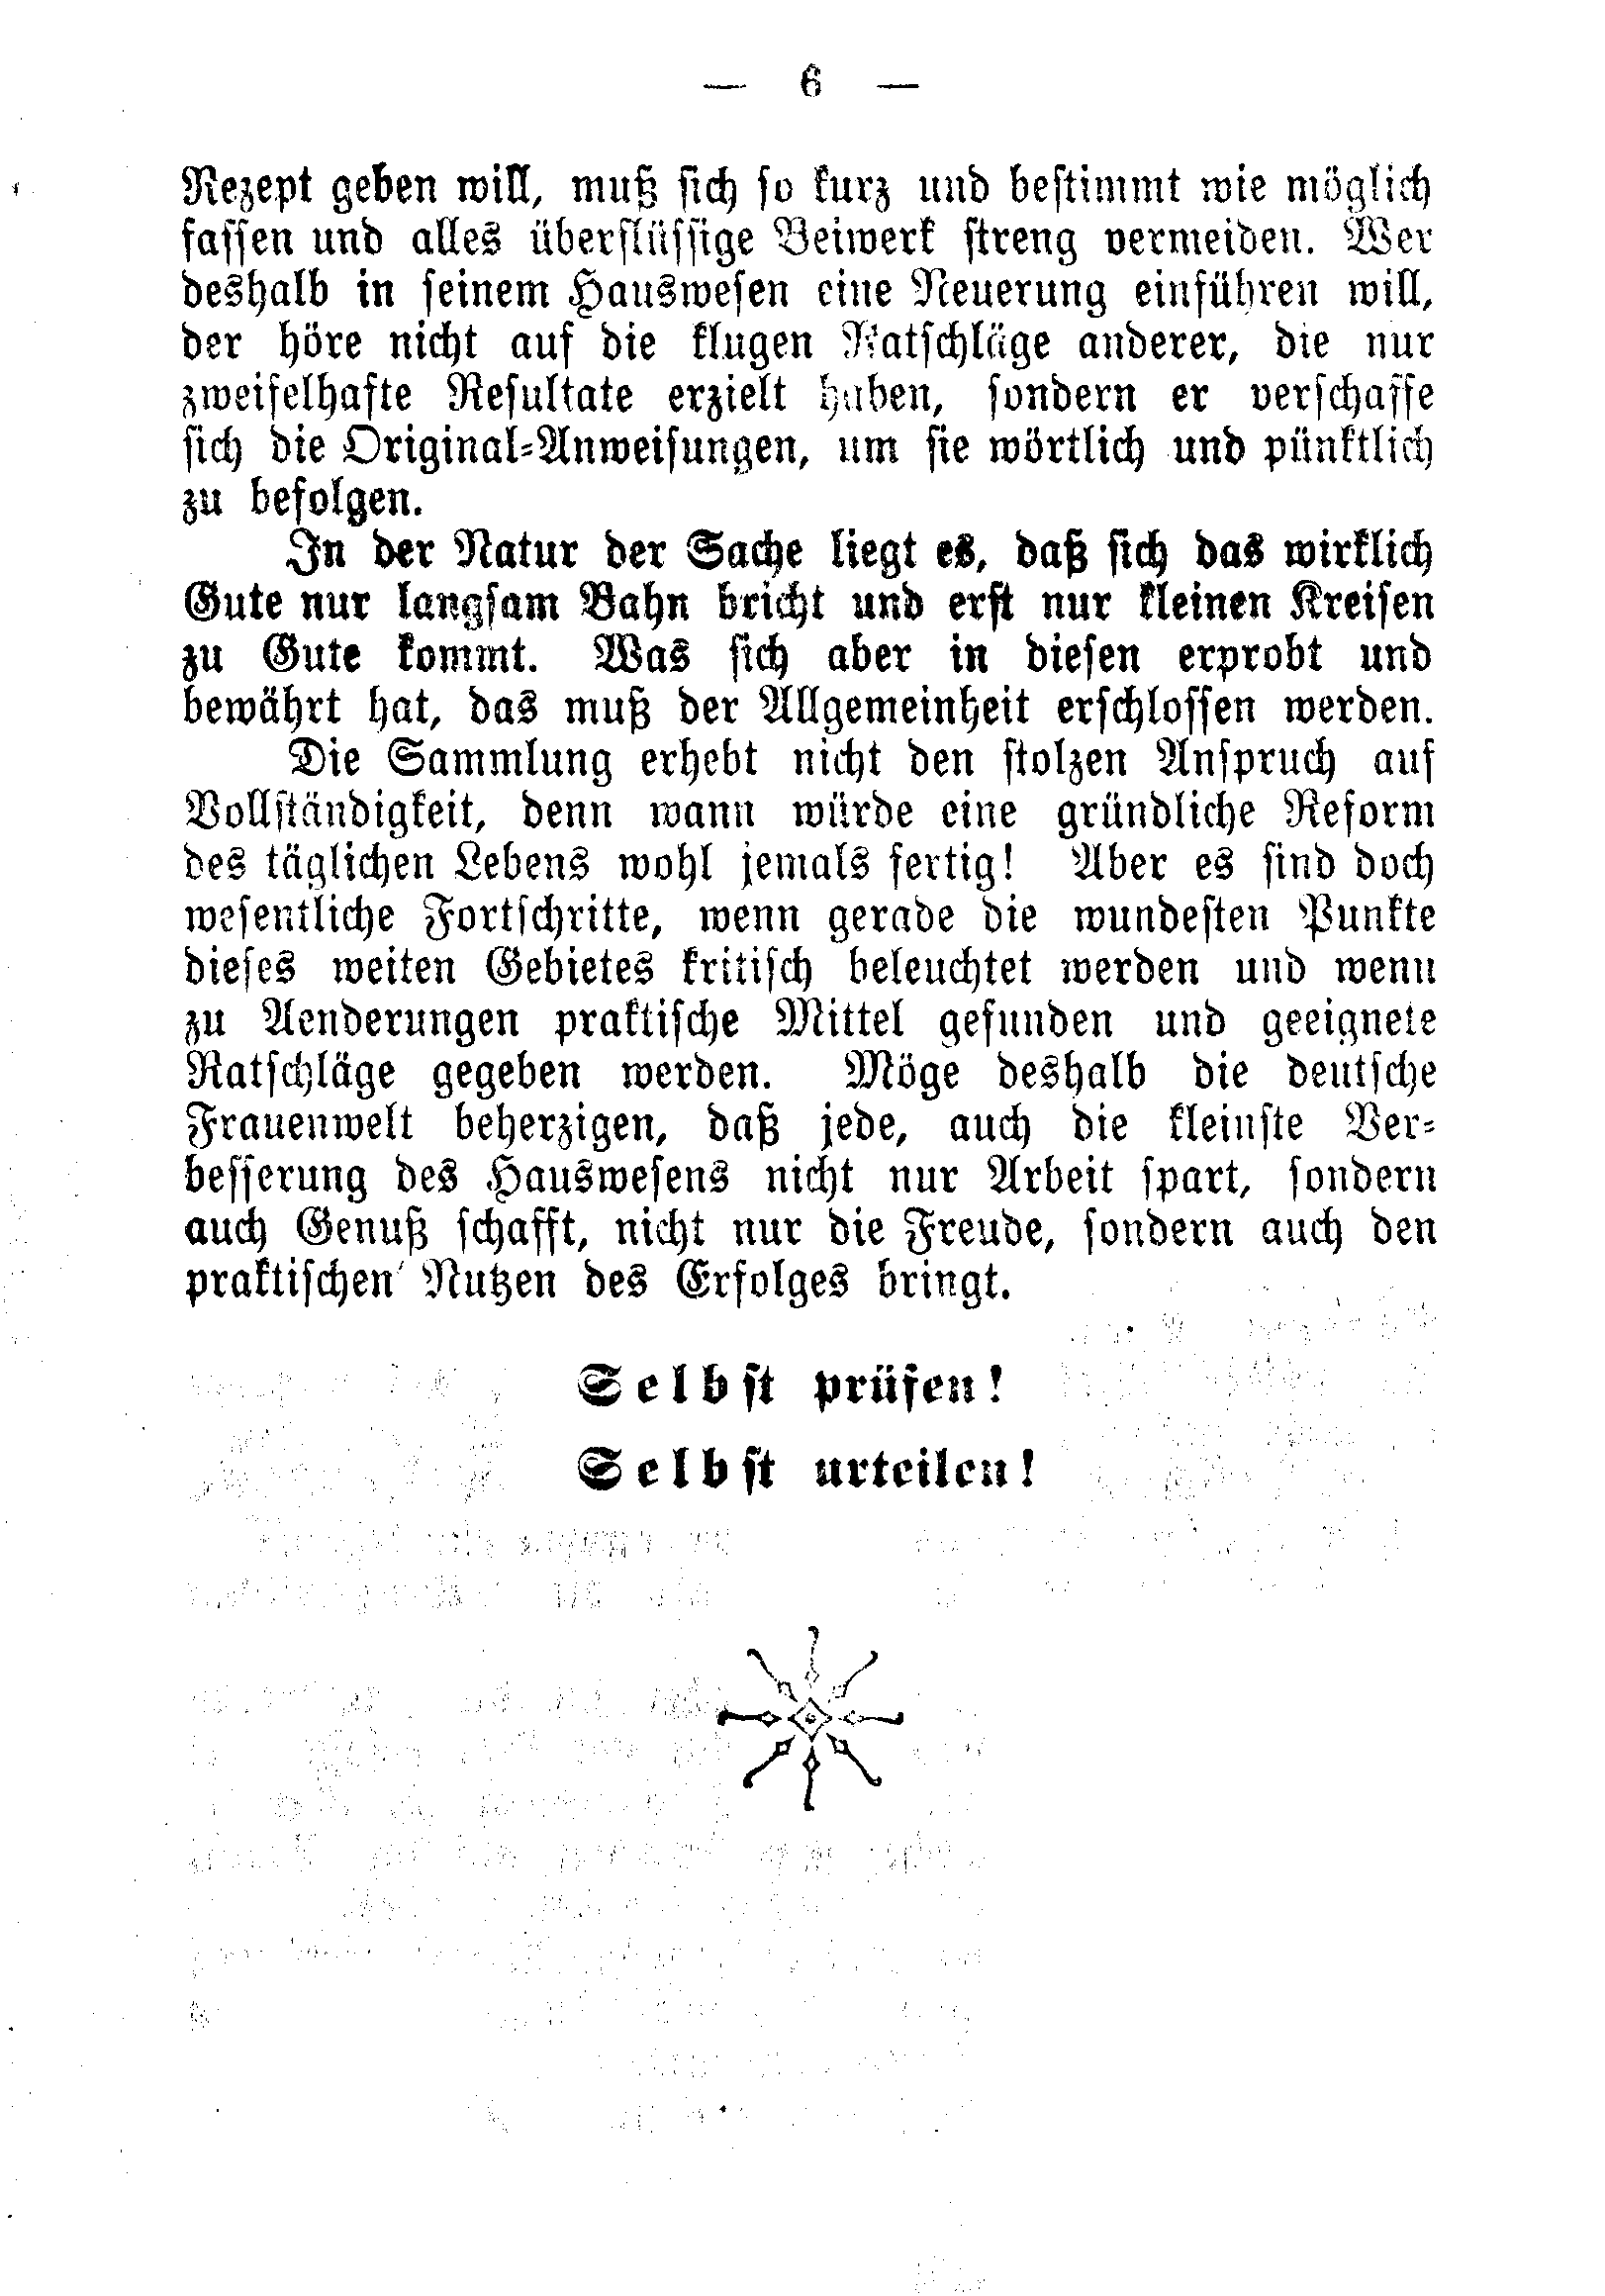 — 6 —
Rezept geben will, muß sich so kurz und bestimmt wie möglich
fassen und alles überflüssige Beiwerk streng vermeiden. Wer
deshalb in seinem Hauswesen eine Neuerung einführen will,
der höre nicht auf die klugen Ratschläge anderer, die nur
zweifelhafte Resultate erzielt haben, sondern er verschaffe
sich die Original-Anweisungen, um sie wörtlich und pünktlich
zu befolgen.
In der Natur der Sache liegt es, daß sich das wirklich
Gute nur langsam Bahn bricht und erst nur kleinen Kreisen
zu Gute kommt. Was sich aber in diesen erprobt und
bewährt hat, das muß der Allgemeinheit erschlossen werden.
Die Sammlung erhebt nicht den stolzen Anspruch auf
Vollständigkeit, denn wann würde eine gründliche Reform
des täglichen Lebens wohl jemals fertig! Aber es sind doch
wesentliche Fortschritte, wenn gerade die wundesten Punkte
dieses weiten Gebietes kritisch beleuchtet werden und wenn
zu Aenderungen praktische Mittel gefunden und geeignete
Ratschläge gegeben werden. Möge deshalb die deutsche
Frauenwelt beherzigen, daß jede, auch die kleinste Ver-
besserung des Hauswesens nicht nur Arbeit spart, sondern
auch Genuß schafft, nicht nur die Freude, sondern auch den
praktischen Nutzen des Erfolges bringt.
Selbst prüfen!
Selbst urteilen!